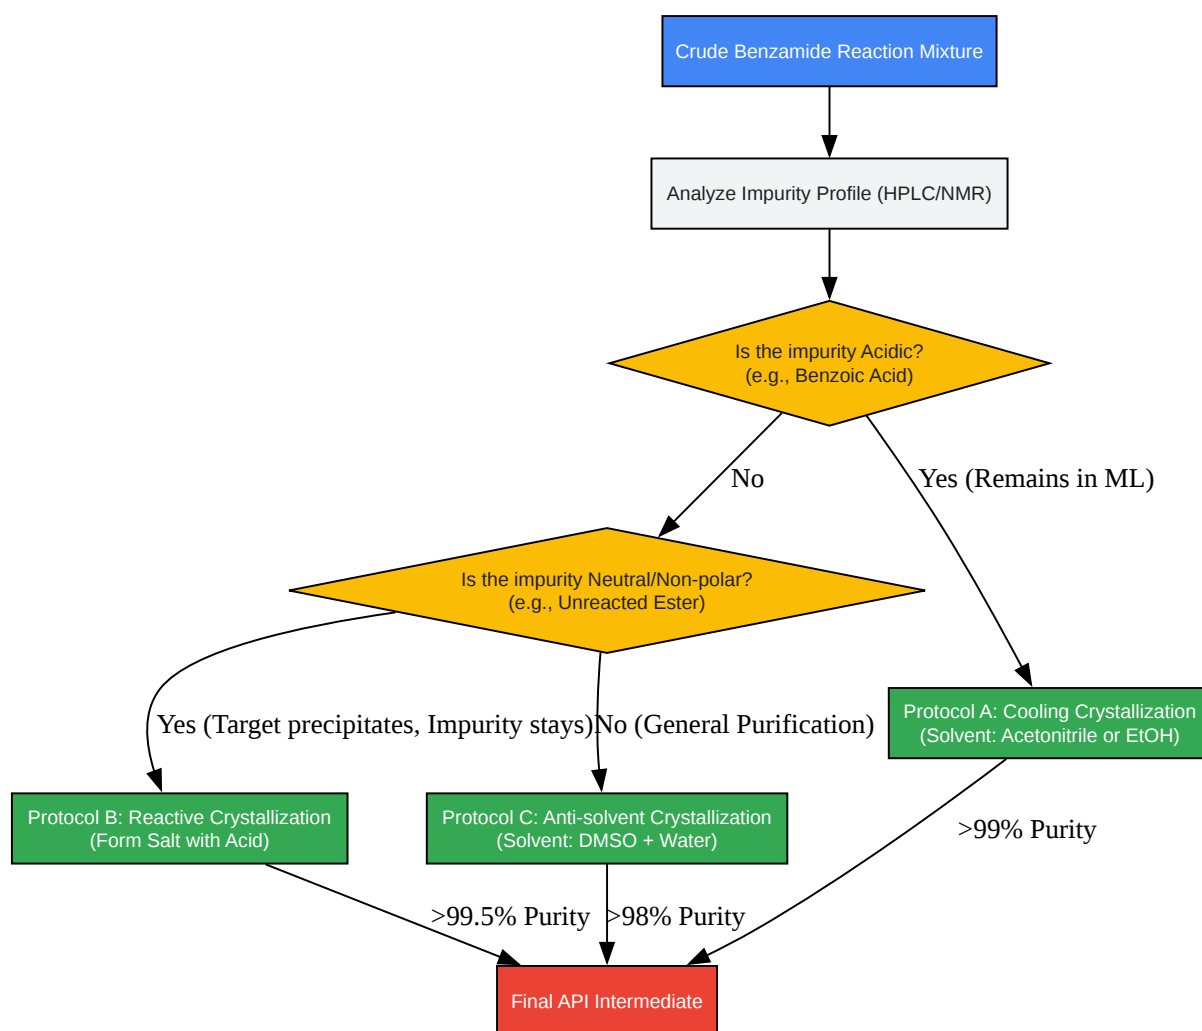 Crude Benzamide Reaction Mixture
Analyze Impurity Profile (HPLC/NMR)
Is the impurity Acidic?
(e.g., Benzoic Acid)
No
Yes (Remains in ML)
Is the impurity Neutral/Non-polar?
(e.g., Unreacted Ester)
Yes (Target precipitates, Impurity stays)
No (General Purification)
Protocol A: Cooling Crystallization
(Solvent: Acetonitrile or EtOH)
Protocol B: Reactive Crystallization
(Form Salt with Acid)
Protocol C: Anti-solvent Crystallization
(Solvent: DMSO + Water)
>99% Purity
>99.5% Purity
>98% Purity
Final API Intermediate